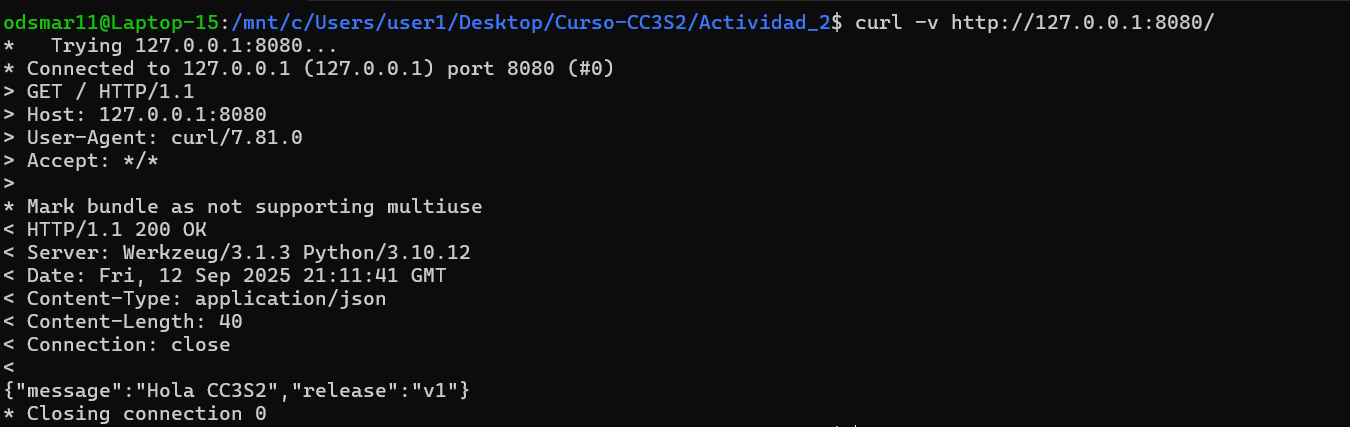 odsmar11@Laptop-15:/mnt/c/Users/user1/Desktop/Curso-CC3S2/Actividad_2$ curl -v http://127.0.0.1:8080/
*   Trying 127.0.0.1:8080...
* Connected to 127.0.0.1 (127.0.0.1) port 8080 (#0)
> GET / HTTP/1.1
> Host: 127.0.0.1:8080
> User-Agent: curl/7.81.0
> Accept: */*
>
* Mark bundle as not supporting multiuse
< HTTP/1.1 200 OK
< Server: Werkzeug/3.1.3 Python/3.10.12
< Date: Fri, 12 Sep 2025 21:11:41 GMT
< Content-Type: application/json
< Content-Length: 40
< Connection: close
<
{"message":"Hola CC3S2","release":"v1"}
* Closing connection 0